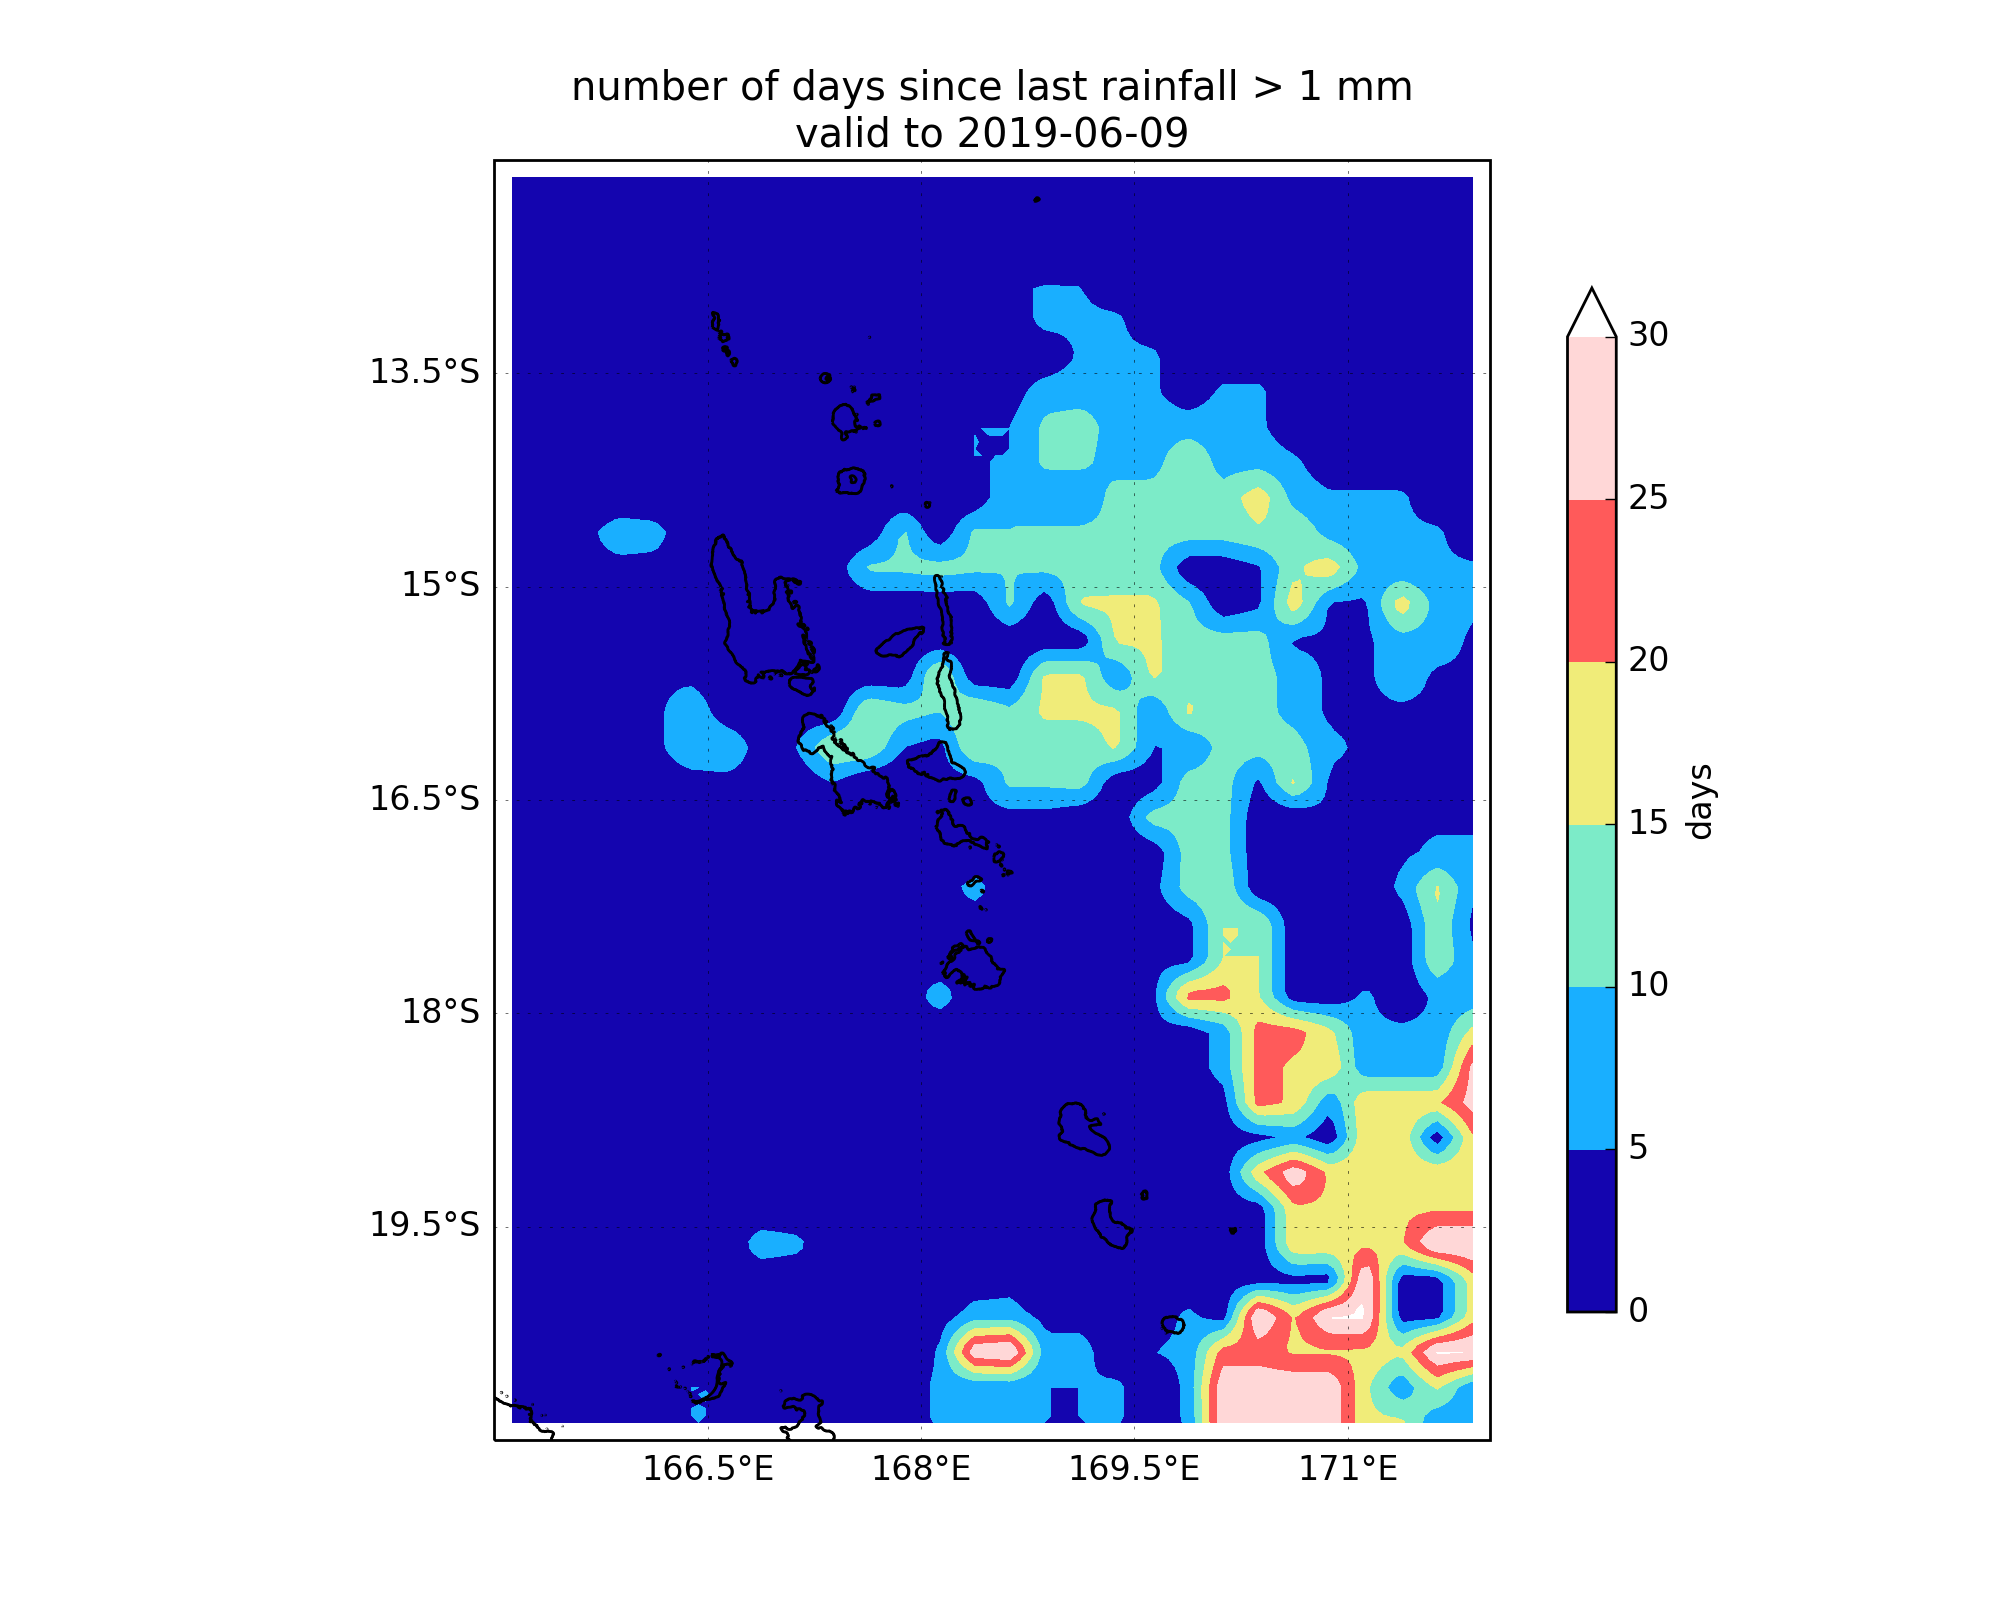 number of days since last rainfall > 1 mm
valid to 2019-06-09
13.5°S
15°S
16.5°S
18°S
19.5°S
166.5°E
168°E
169.5°E
171°E
30
25
20
15
10
5
0
days